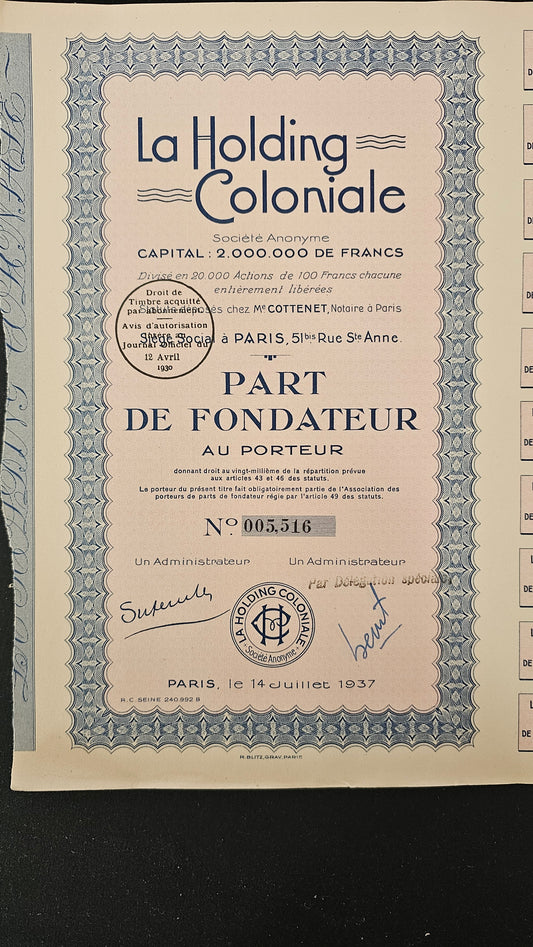 La Holding
Coloniale
Société Anonyme
CAPITAL : 2.000.000 DE FRANCS
Divisé en 20.000 Actions de 100 Francs chacune
entièrement libérées
Statuts déposés chez Me COTTENET, Notaire à Paris
Siège Social à PARIS, 51bis Rue Ste Anne.
Droit de
Timbre acquitté
par abonnement.
Avis d'autorisation
inséré au
Journal Officiel du
12 Avril
1930
PART
DE FONDATEUR
AU PORTEUR
donnant droit au vingt-millième de la répartition prévue
aux articles 43 et 46 des statuts.
Le porteur du présent titre fait obligatoirement partie de l'Association des
porteurs de parts de fondateur régie par l'article 49 des statuts.
No. 005,516
Un Administrateur Un Administrateur
Par Délégation spéciale
LA HOLDING COLONIALE
Société Anonyme
PARIS, le 14 Juillet 1937
R.C. SEINE 240.992 B
R. BLITZ, GRAV. PARIS